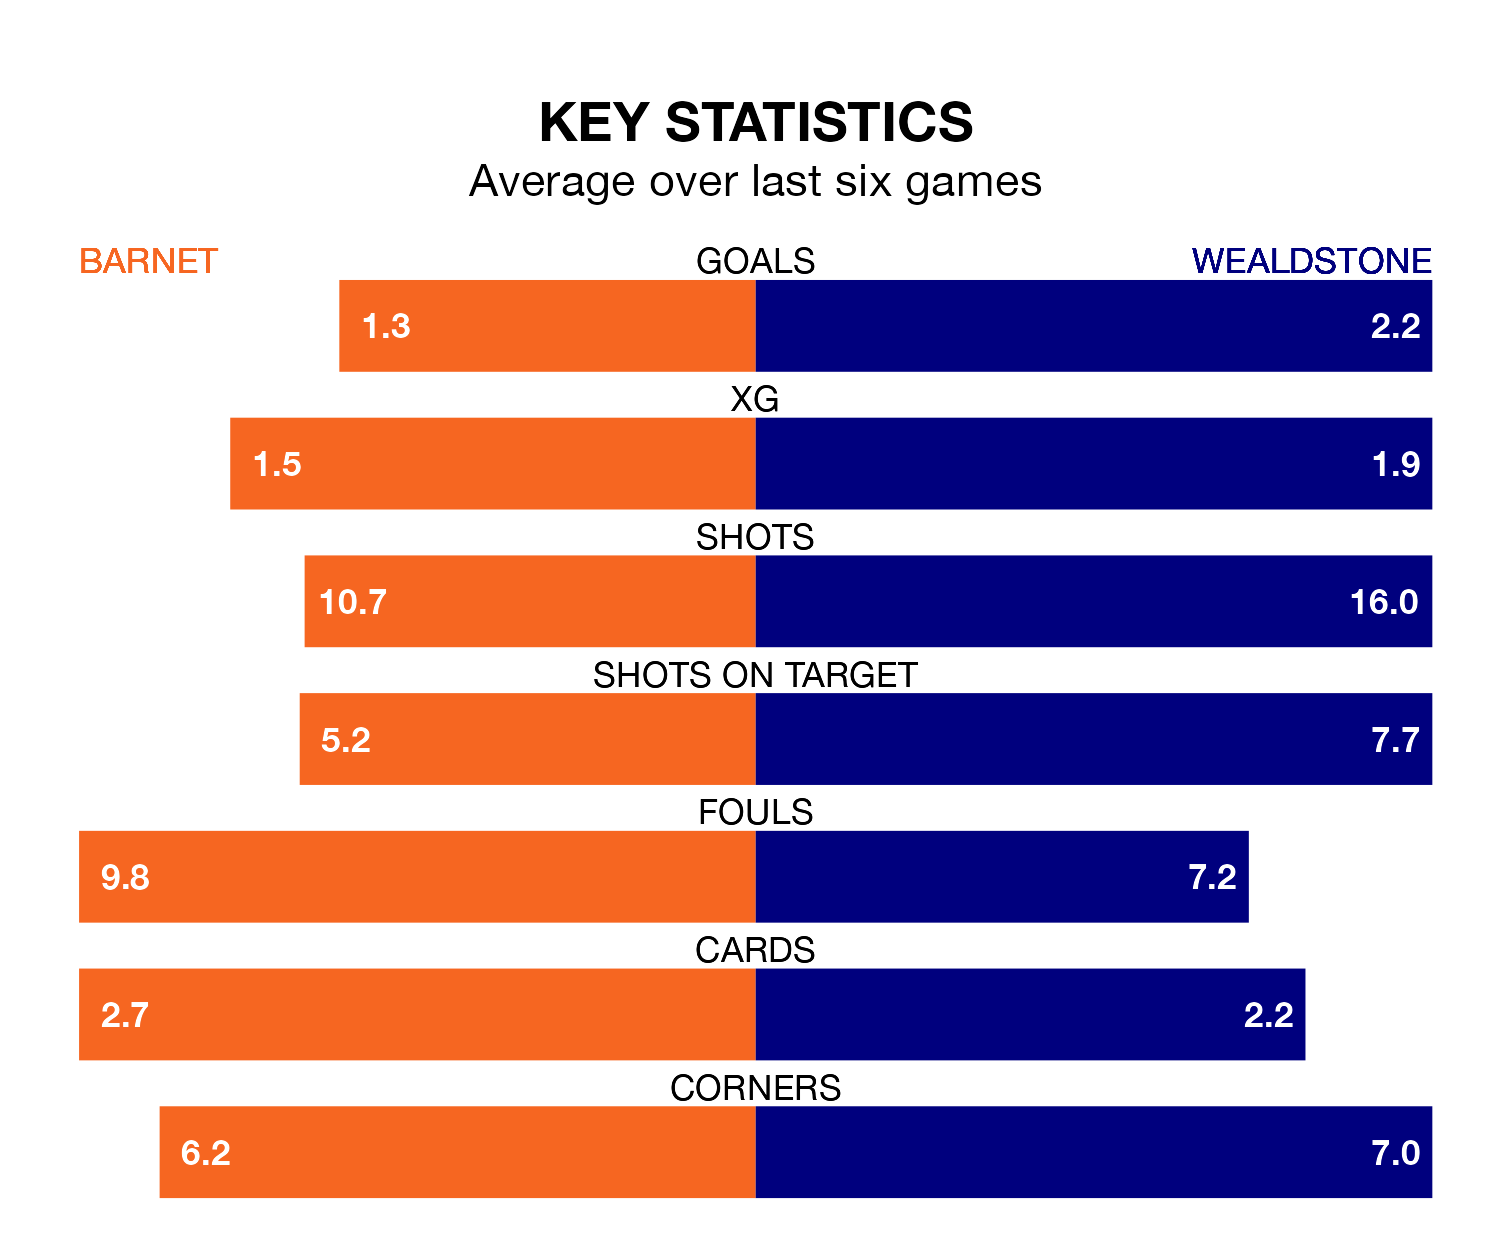 KEY STATISTICS
Average over last six games
BARNET GOALS WEALDSTONE
1.3 2.2
XG
1.5 1.9
SHOTS
10.7 16.0
SHOTS ON TARGET
5.2 7.7
FOULS
9.8 7.2
CARDS
2.7 2.2
CORNERS
6.2 7.0